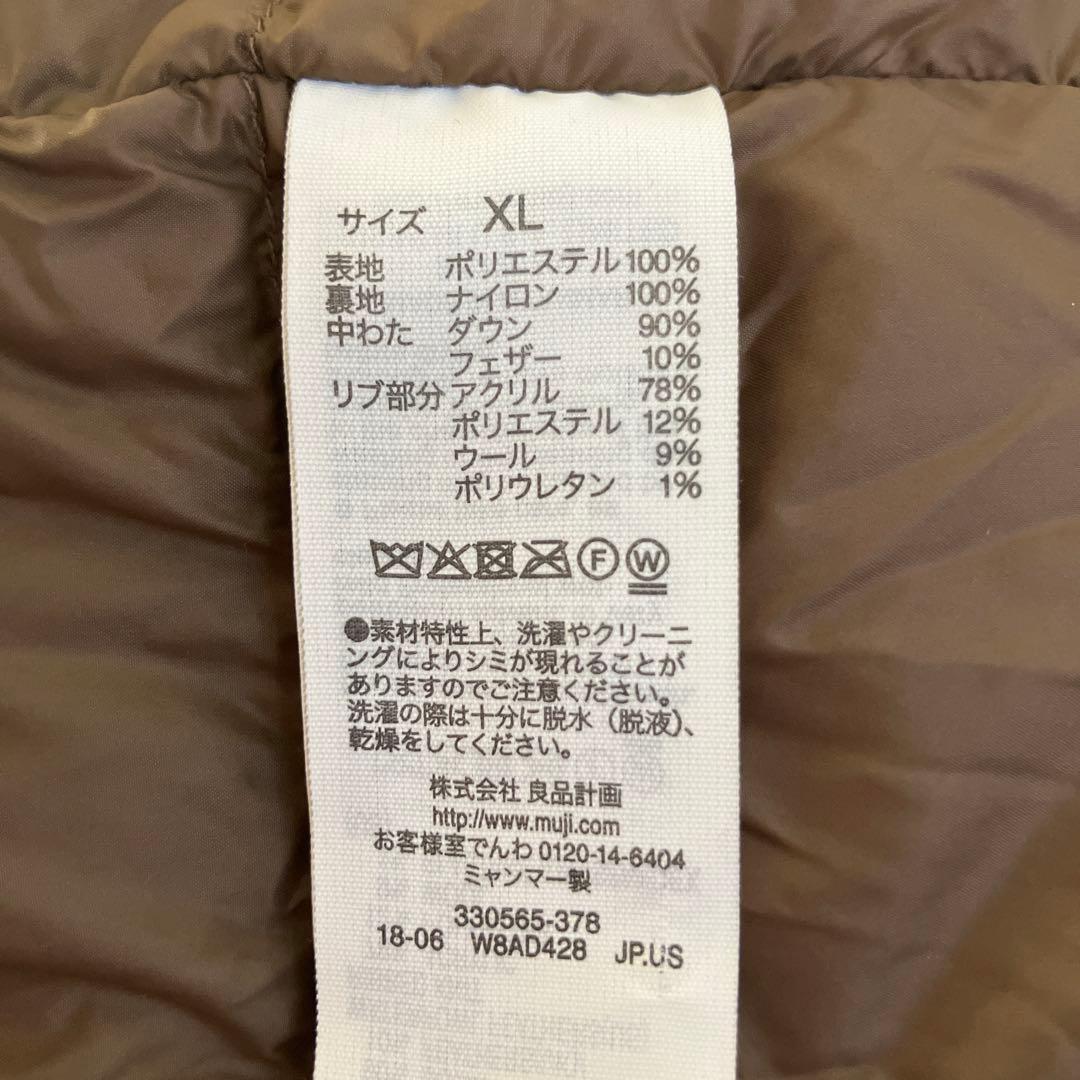 サイズ XL
表地 ポリエステル 100%
裏地 ナイロン 100%
中わた ダウン 90%
フェザー 10%
リブ部分 アクリル 78%
ポリエステル 12%
ウール 9%
ポリウレタン 1%
F W
●素材特性上、洗濯やクリーニ
ングによりシミが現れることが
ありますのでご注意ください。
洗濯の際は十分に脱水（脱液）、
乾燥をしてください。
株式会社 良品計画
http://www.muji.com
お客様室でんわ 0120-14-6404
ミャンマー製
330565-378
18-06 W8AD428 JP.US